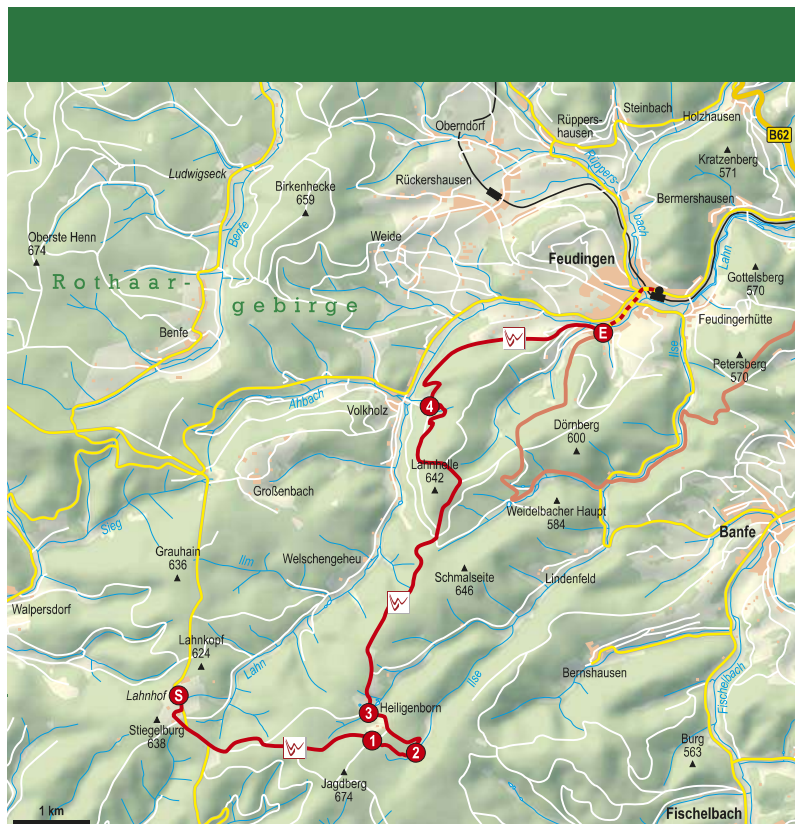 Steinbach
Holzhausen
Rüppers-
hausen
Oberndorf
B62
Kratzenberg
571
Rüppers-
bach
Ludwigseck
Birkenhecke
659
Rückershausen
Bermershausen
Benfe
Oberste Henn
674
Weide
Lahn
Feudingen
Gottelsberg
570
Rothaar-
gebirge
Feudingerhütte
Benfe
E
Ilse
Petersberg
570
Ahbach
Volkholz
4
Dörnberg
600
Lahnhelle
642
Großenbach
Weidelbacher Haupt
584
Sieg
Banfe
Grauhain
636
Ilm
Welschengeheu
Schmalseite
646
Lindenfeld
Walpersdorf
Lahnkopf
624
Lahn
Ilse
Bernshausen
Fischelbach
Lahnhof
S
Heiligenborn
3
Stiegelburg
638
1
2
Burg
563
Jagdberg
674
1 km
Fischelbach